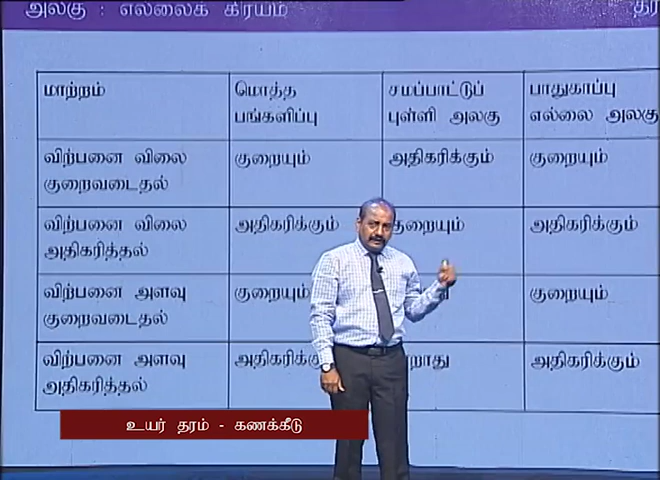 அலகு : எல்லைக் கிரயம்
மாற்றம்
மொத்த
பங்களிப்பு
சமப்பாட்டுப்
புள்ளி அலகு
பாதுகாப்பு
எல்லை அலகு
விற்பனை விலை
குறைவடைதல்
குறையும்
அதிகரிக்கும்
குறையும்
விற்பனை விலை
அதிகரித்தல்
அதிகரிக்கும்
குறையும்
அதிகரிக்கும்
விற்பனை அளவு
குறைவடைதல்
குறையும்
குறையும்
விற்பனை அளவு
அதிகரித்தல்
அதிகரிக்கும்
அதிகரிக்கும்
உயர் தரம் - கணக்கீடு